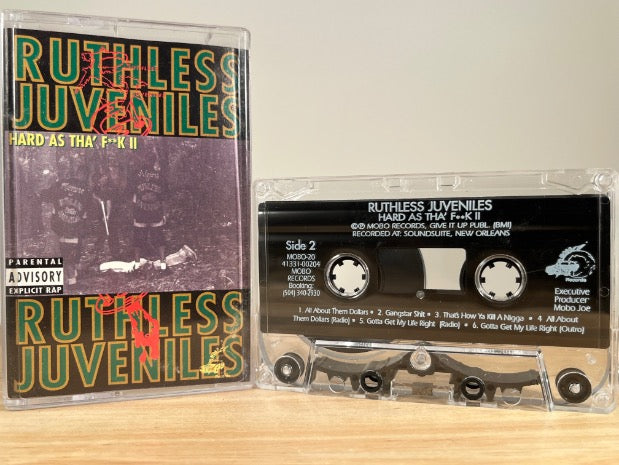 RUTHLESS
JUVENILES
HARD AS THA' F**K II
PARENTAL
ADVISORY
EXPLICIT RAP
RUTHLESS
JUVENILES
RUTHLESS JUVENILES
HARD AS THA' F**K II
©℗ MOBO RECORDS, GIVE IT UP PUBL. (BMI)
RECORDED AT: SOUNDSUITE, NEW ORLEANS
Side 2
MOBO-20
41331-00204
MOBO
RECORDS
Booking:
(504) 340-2930
Records
Executive
Producer
Mobo Joe
1. All About Them Dollars • 2. Gangstar Shit • 3. That's How Ya Kill A Nigga • 4. All About
Them Dollars (Radio) • 5. Gotta Get My Life Right (Radio) • 6. Gotta Get My Life Right (Outro)